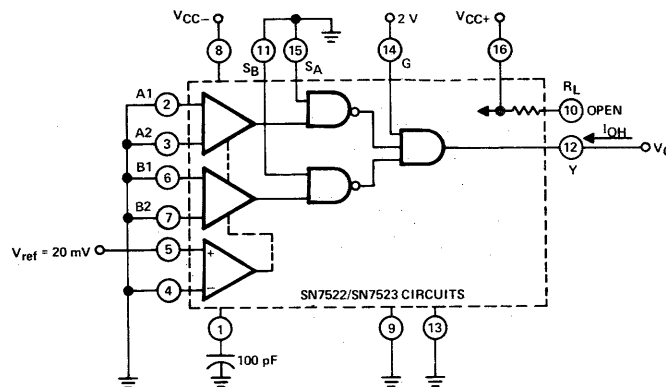 VCC–
2 V
VCC+
8
11
15
14
16
SB
SA
G
RL
A1
2
10
OPEN
A2
3
IOH
12
Y
B1
6
B2
7
Vref = 20 mV
5
+
4
–
SN7522/SN7523 CIRCUITS
1
9
13
100 pF